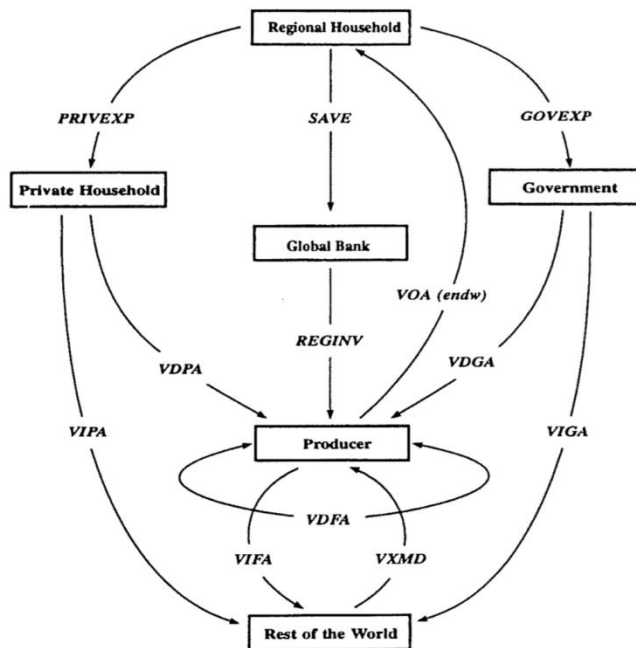 Regional Household
PRIVEXP
SAVE
GOVEXP
Private Household
Government
Global Bank
VOA (endw)
REGINV
VDPA
VDGA
VIPA
VIGA
Producer
VDFA
VIFA
VXMD
Rest of the World